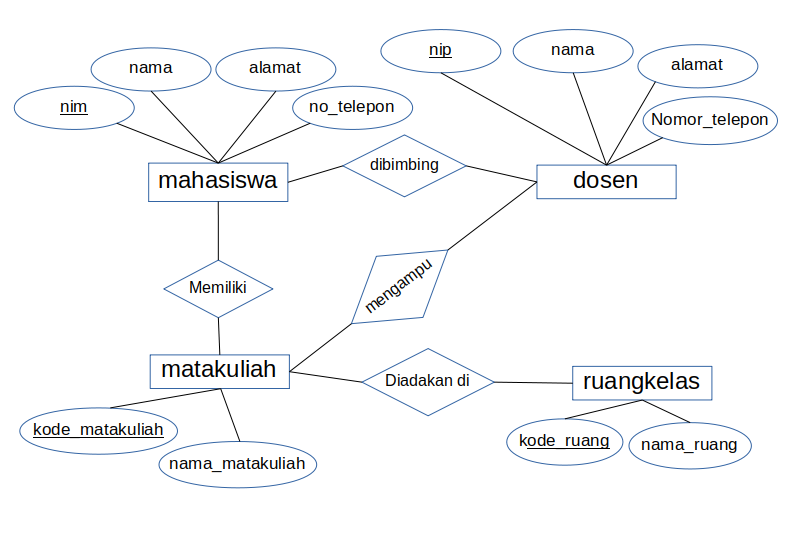 nip
nama
nama
alamat
alamat
nim
no_telepon
Nomor_telepon
dibimbing
mahasiswa
dosen
mengampu
Memiliki
matakuliah
Diadakan di
ruangkelas
kode_matakuliah
kode_ruang
nama_ruang
nama_matakuliah